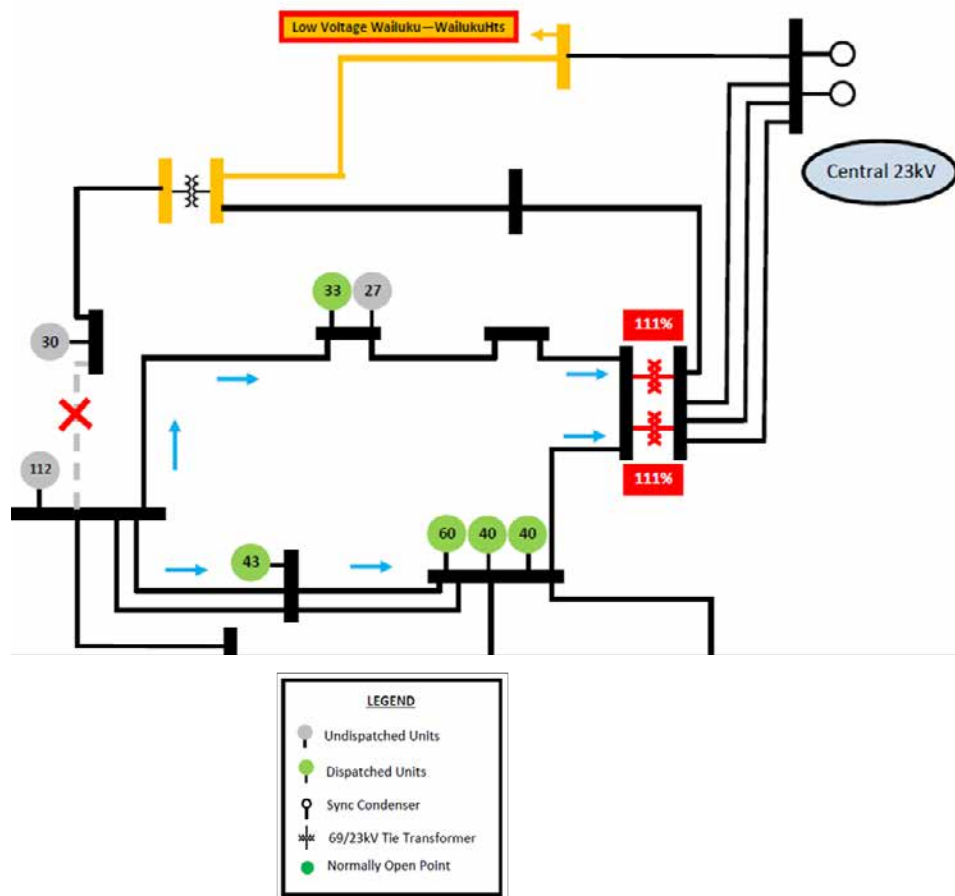 Low Voltage Wailuku—WailukuHts
Central 23kV
33
27
111%
30
112
111%
60
40
40
43
LEGEND
Undispatched Units
Dispatched Units
Sync Condenser
69/23kV Tie Transformer
Normally Open Point